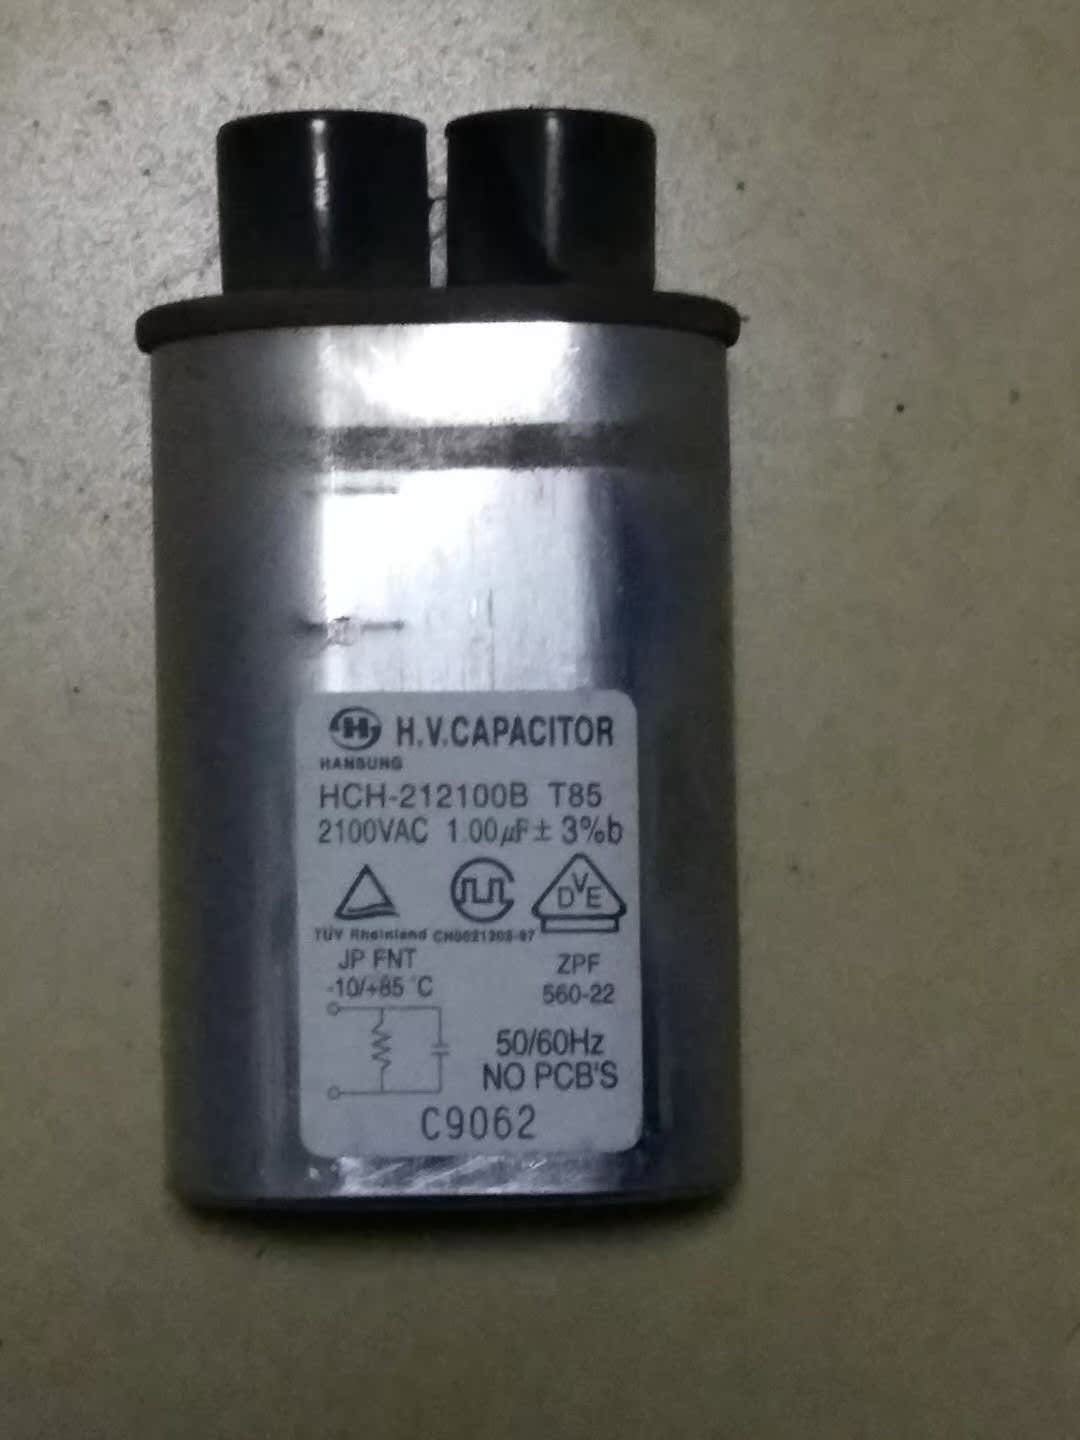 H H.V.CAPACITOR
HANSUNG
HCH-212100B T85
2100VAC 1.00µF± 3%b
DVE
TÜV Rheinland
JP FNT ZPF
-10/+85°C 560-22
50/60Hz
NO PCB'S
C9062